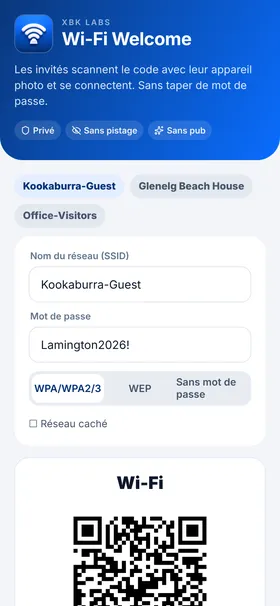 XBK LABS
Wi-Fi Welcome
Les invités scannent le code avec leur appareil
photo et se connectent. Sans taper de mot de
passe.
Privé
Sans pistage
Sans pub
Kookaburra-Guest
Glenelg Beach House
Office-Visitors
Nom du réseau (SSID)
Kookaburra-Guest
Mot de passe
Lamington2026!
WPA/WPA2/3
WEP
Sans mot de
passe
Réseau caché
Wi-Fi